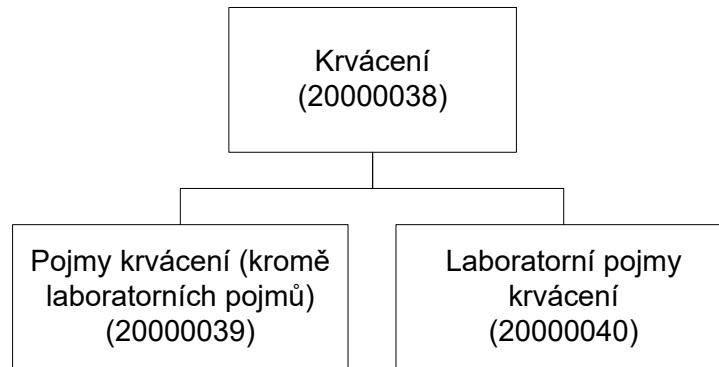 Krvácení
(20000038)
Pojmy krvácení (kromě
laboratorních pojmů)
(20000039)
Laboratorní pojmy
krvácení
(20000040)